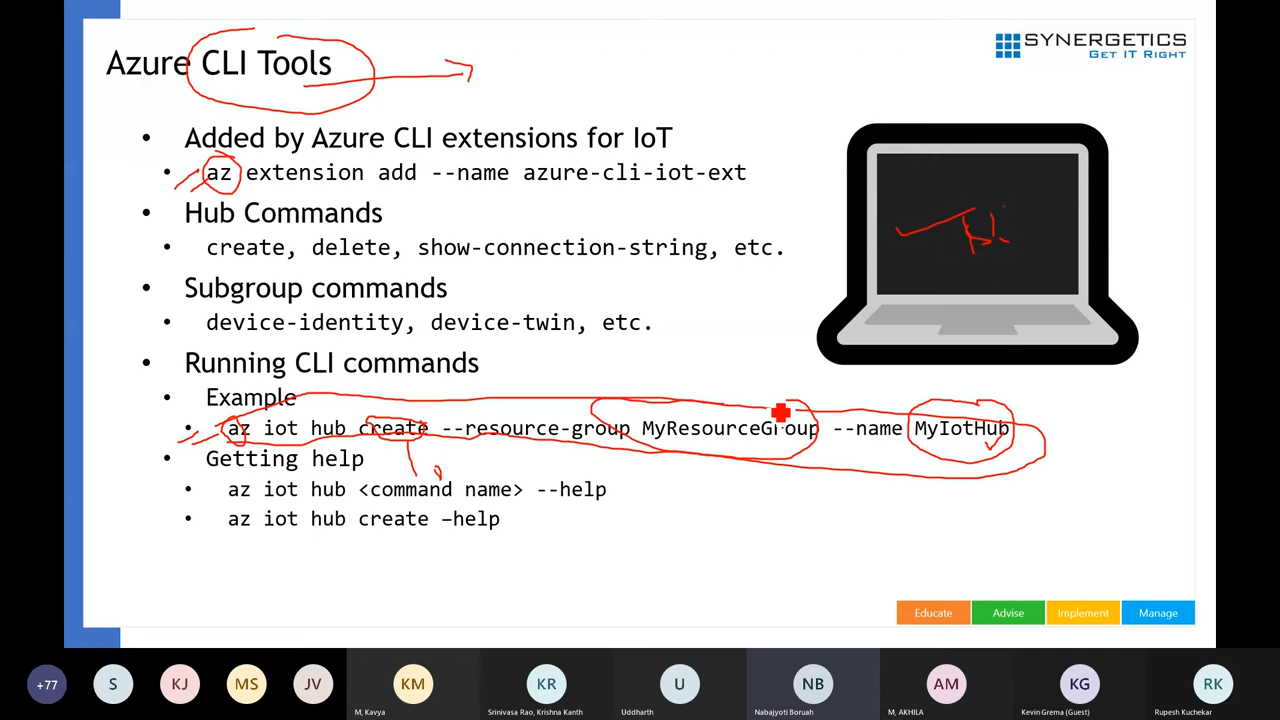 Azure CLI Tools
SYNERGETICS
GET IT RIGHT
• Added by Azure CLI extensions for IoT
• az extension add --name azure-cli-iot-ext
• Hub Commands
• create, delete, show-connection-string, etc.
• Subgroup commands
• device-identity, device-twin, etc.
• Running CLI commands
• Example
• az iot hub create --resource-group MyResourceGroup --name MyIotHub
• Getting help
• az iot hub <command name> --help
• az iot hub create –help
Educate Advise Implement Manage
+77 S KJ MS JV KM KR U NB AM KG RK
M, Kavya Srinivasa Rao, Krishna Kanth Uddharth Nabajyoti Boruah M, AKHILA Kevin Grema (Guest) Rupesh Kuchekar